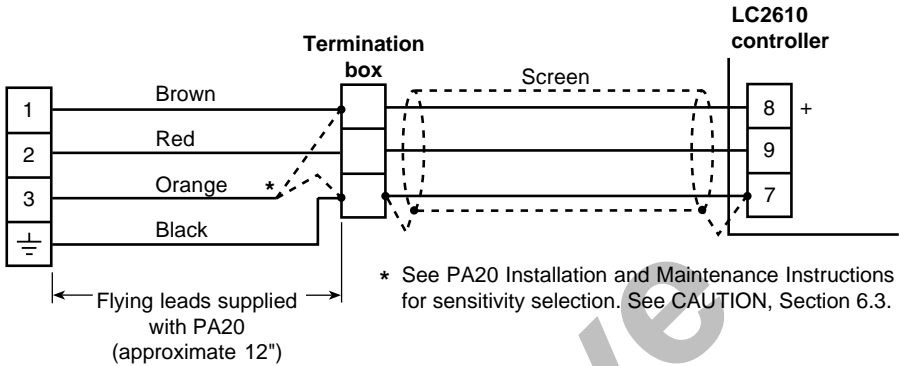 LC2610
controller
Termination
box
Screen
1 Brown 8 +
2 Red 9
3 Orange * 7
Black
Flying leads supplied
with PA20
(approximate 12")
* See PA20 Installation and Maintenance Instructions
for sensitivity selection. See CAUTION, Section 6.3.